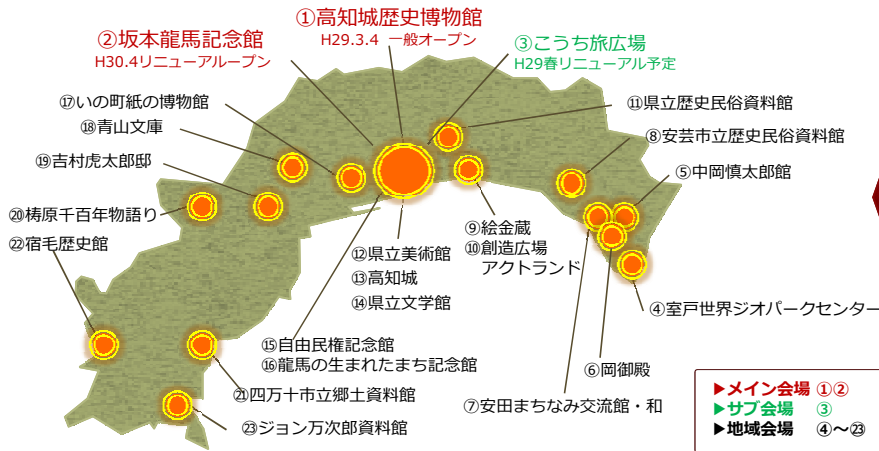 ①高知城歴史博物館
H29.3.4 一般オープン
②坂本龍馬記念館
H30.4リニューアルオープン
③こうち旅広場
H29春リニューアル予定
⑰いの町紙の博物館
⑱青山文庫
⑲吉村虎太郎邸
⑳梼原千百年物語り
㉒宿毛歴史館
⑪県立歴史民俗資料館
⑧安芸市立歴史民俗資料館
⑤中岡慎太郎館
⑨絵金蔵
⑩創造広場
アクトランド
⑫県立美術館
⑬高知城
⑭県立文学館
④室戸世界ジオパークセンター
⑮自由民権記念館
⑯龍馬の生まれたまち記念館
⑥岡御殿
㉑四万十市立郷土資料館
⑦安田まちなみ交流館・和
㉓ジョン万次郎資料館
▶メイン会場 ①②
▶サブ会場 ③
▶地域会場 ④～㉓